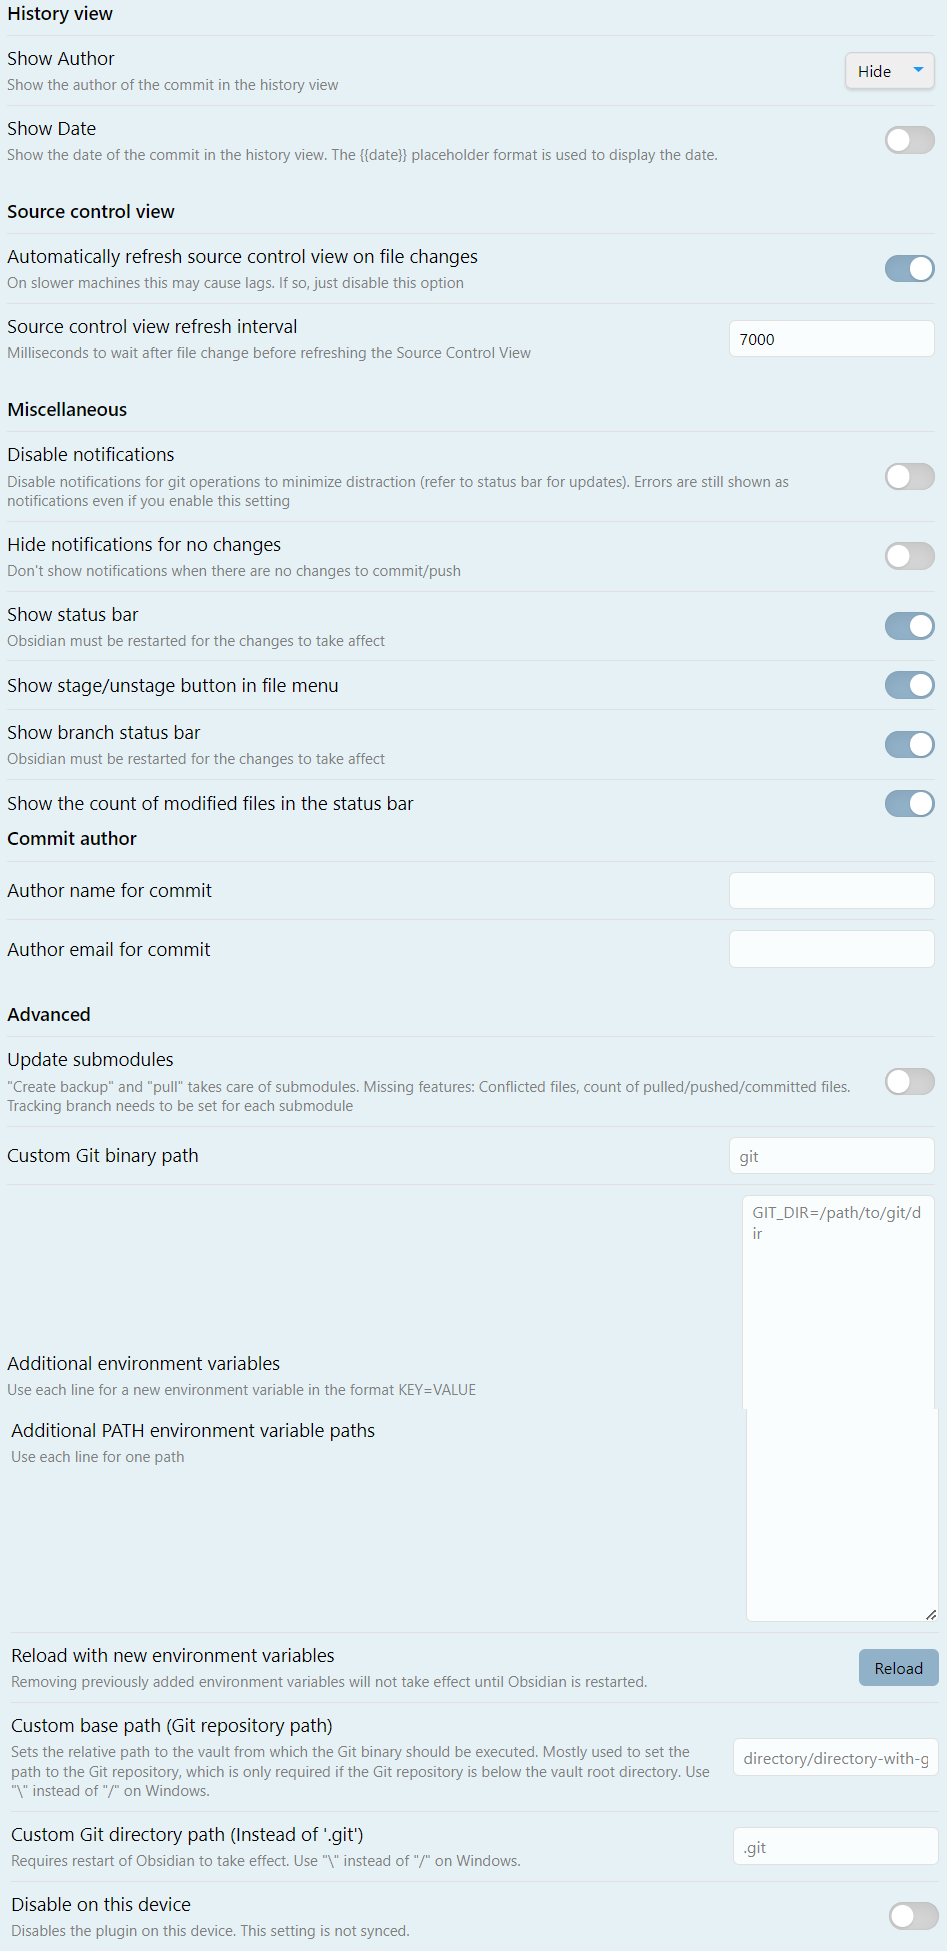 History view
Show Author
Show the author of the commit in the history view
Hide
Show Date
Show the date of the commit in the history view. The {{date}} placeholder format is used to display the date.
Source control view
Automatically refresh source control view on file changes
On slower machines this may cause lags. If so, just disable this option
Source control view refresh interval
Milliseconds to wait after file change before refreshing the Source Control View
7000
Miscellaneous
Disable notifications
Disable notifications for git operations to minimize distraction (refer to status bar for updates). Errors are still shown as
notifications even if you enable this setting
Hide notifications for no changes
Don't show notifications when there are no changes to commit/push
Show status bar
Obsidian must be restarted for the changes to take affect
Show stage/unstage button in file menu
Show branch status bar
Obsidian must be restarted for the changes to take affect
Show the count of modified files in the status bar
Commit author
Author name for commit
Author email for commit
Advanced
Update submodules
"Create backup" and "pull" takes care of submodules. Missing features: Conflicted files, count of pulled/pushed/committed files.
Tracking branch needs to be set for each submodule
Custom Git binary path
git
GIT_DIR=/path/to/git/d
ir
Additional environment variables
Use each line for a new environment variable in the format KEY=VALUE
Additional PATH environment variable paths
Use each line for one path
Reload with new environment variables
Removing previously added environment variables will not take effect until Obsidian is restarted.
Reload
Custom base path (Git repository path)
Sets the relative path to the vault from which the Git binary should be executed. Mostly used to set the
path to the Git repository, which is only required if the Git repository is below the vault root directory. Use
"\" instead of "/" on Windows.
directory/directory-with-g
Custom Git directory path (Instead of '.git')
Requires restart of Obsidian to take effect. Use "\" instead of "/" on Windows.
.git
Disable on this device
Disables the plugin on this device. This setting is not synced.